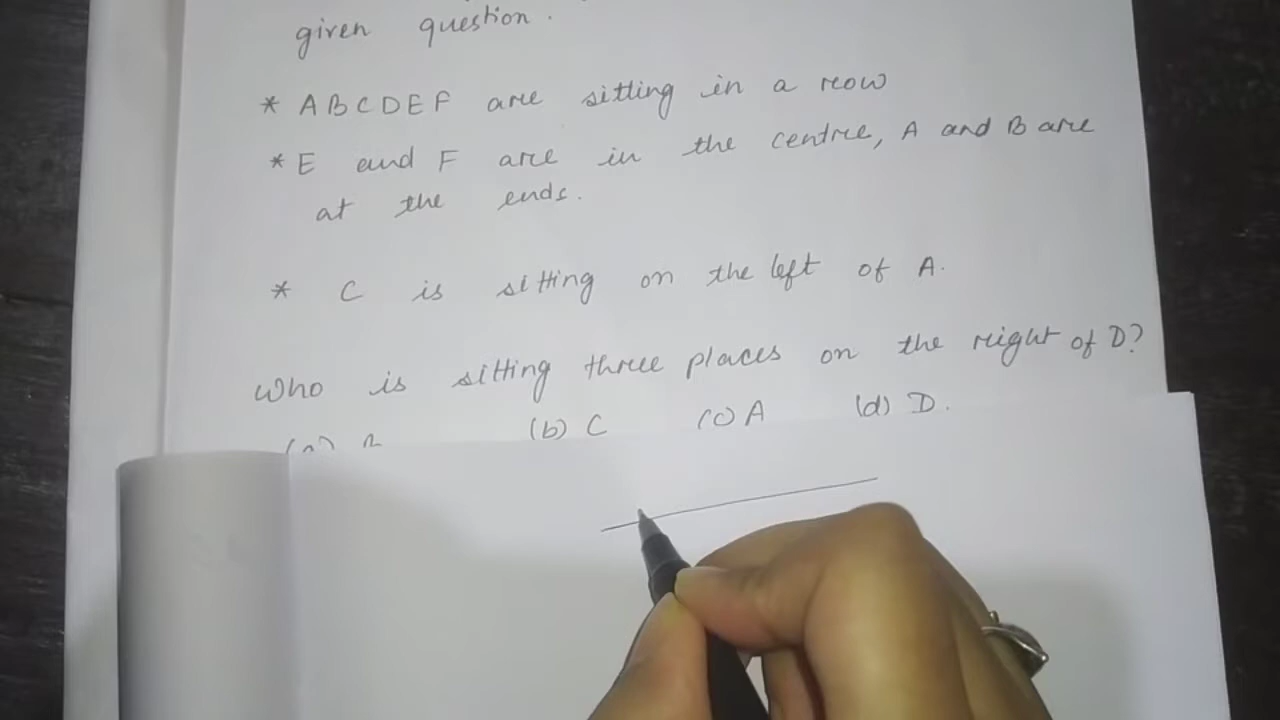 given question.
* A B C D E F are sitting in a row
* E and F are in the centre, A and B are
at the ends.
* C is sitting on the left of A.
Who is sitting three places on the right of D?
(b) C (c) A (d) D.